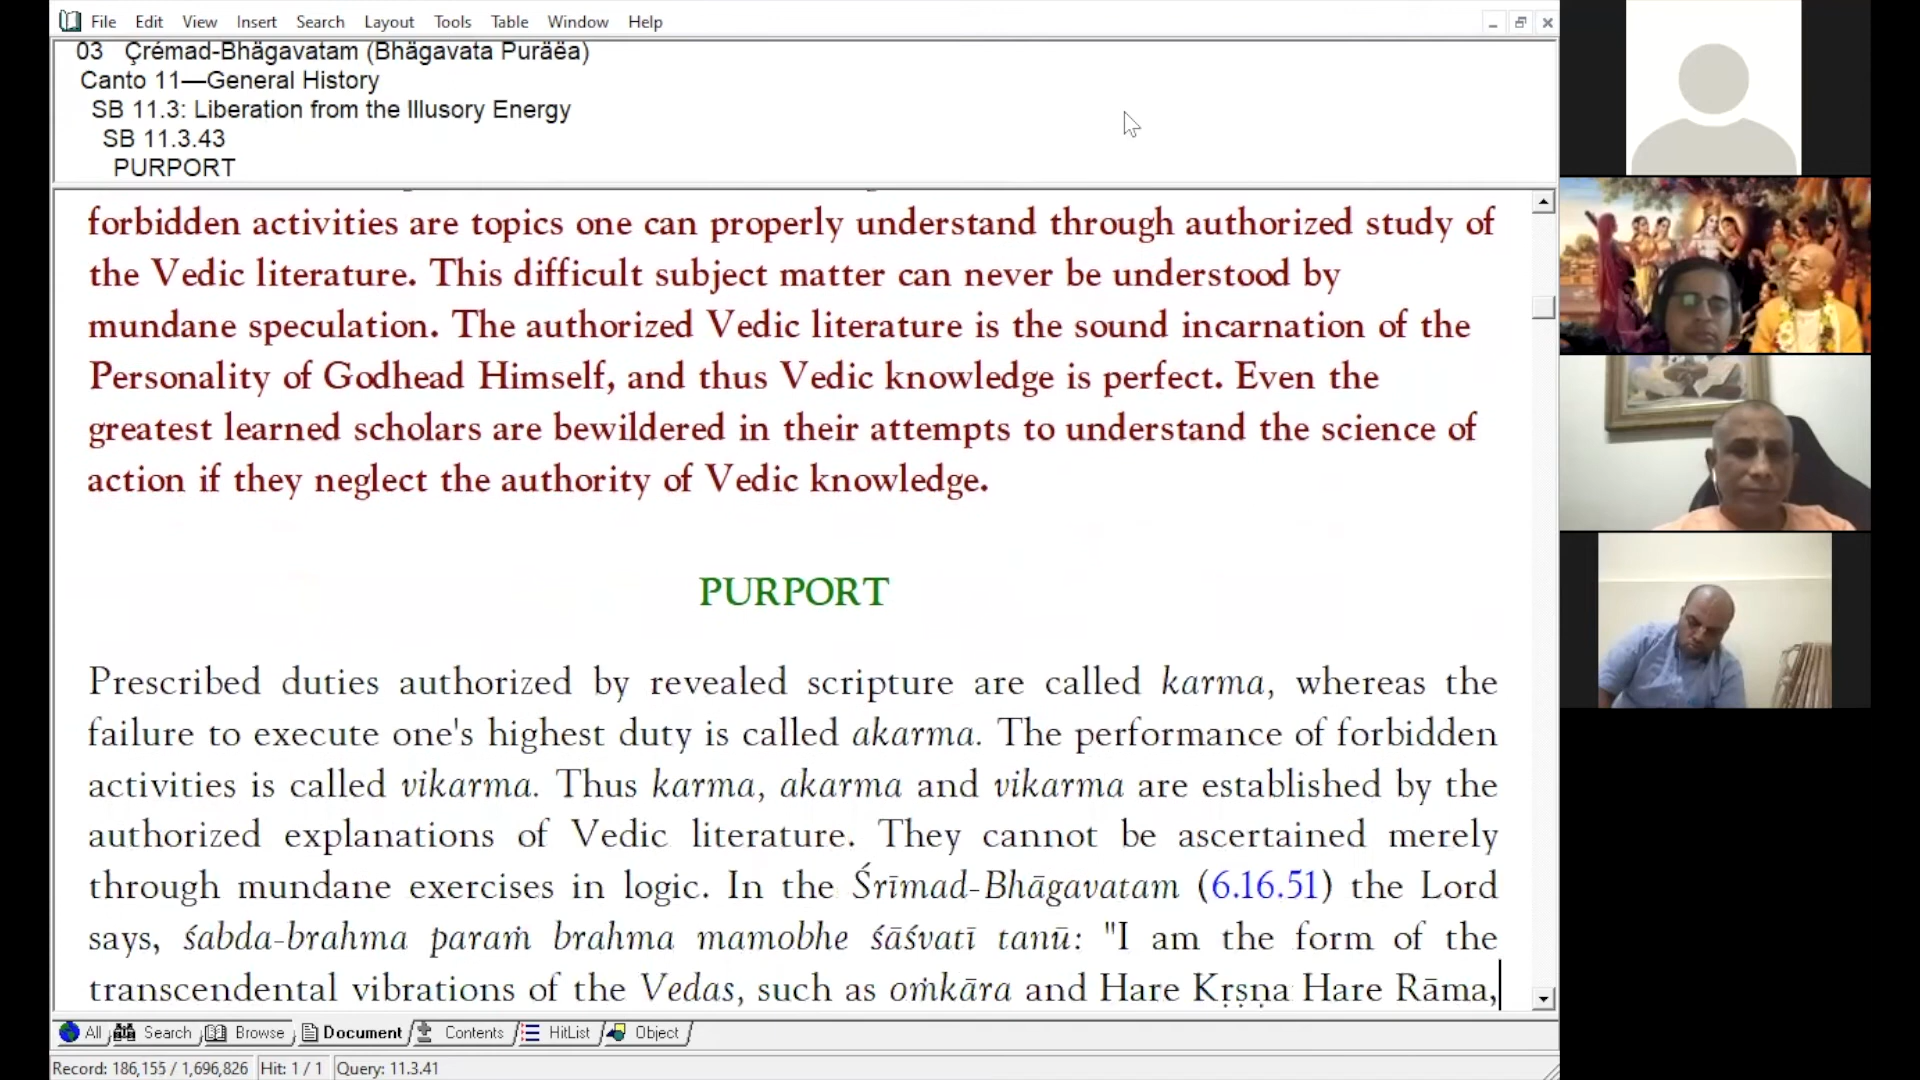 File Edit View Insert Search Layout Tools Table Window Help
03 Çrémad-Bhägavatam (Bhägavata Puräëa)
Canto 11—General History
SB 11.3: Liberation from the Illusory Energy
SB 11.3.43
PURPORT
forbidden activities are topics one can properly understand through authorized study of
the Vedic literature. This difficult subject matter can never be understood by
mundane speculation. The authorized Vedic literature is the sound incarnation of the
Personality of Godhead Himself, and thus Vedic knowledge is perfect. Even the
greatest learned scholars are bewildered in their attempts to understand the science of
action if they neglect the authority of Vedic knowledge.
PURPORT
Prescribed duties authorized by revealed scripture are called karma, whereas the
failure to execute one's highest duty is called akarma. The performance of forbidden
activities is called vikarma. Thus karma, akarma and vikarma are established by the
authorized explanations of Vedic literature. They cannot be ascertained merely
through mundane exercises in logic. In the Śrīmad-Bhāgavatam (6.16.51) the Lord
says, śabda-brahma paraṁ brahma mamobhe śāśvatī tanū: "I am the form of the
transcendental vibrations of the Vedas, such as oṁkāra and Hare Kṛṣṇa Hare Rāma,
All Search Browse Document Contents HitList Object
Record: 186,155 / 1,696,826 Hit: 1 / 1 Query: 11.3.41